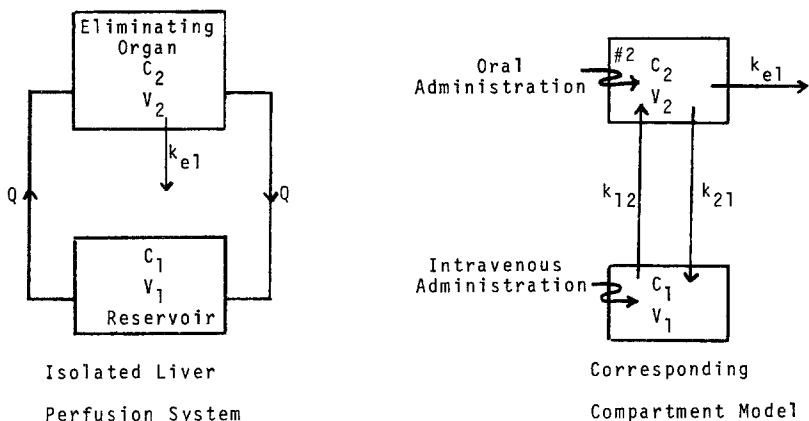 Eliminating
Organ
C2
V2
kel
Q
Q
C1
V1
Reservoir
Isolated Liver
Perfusion System
#2
Oral
Administration
C2
V2
kel
k12
k21
Intravenous
Administration
C1
V1
Corresponding
Compartment Model